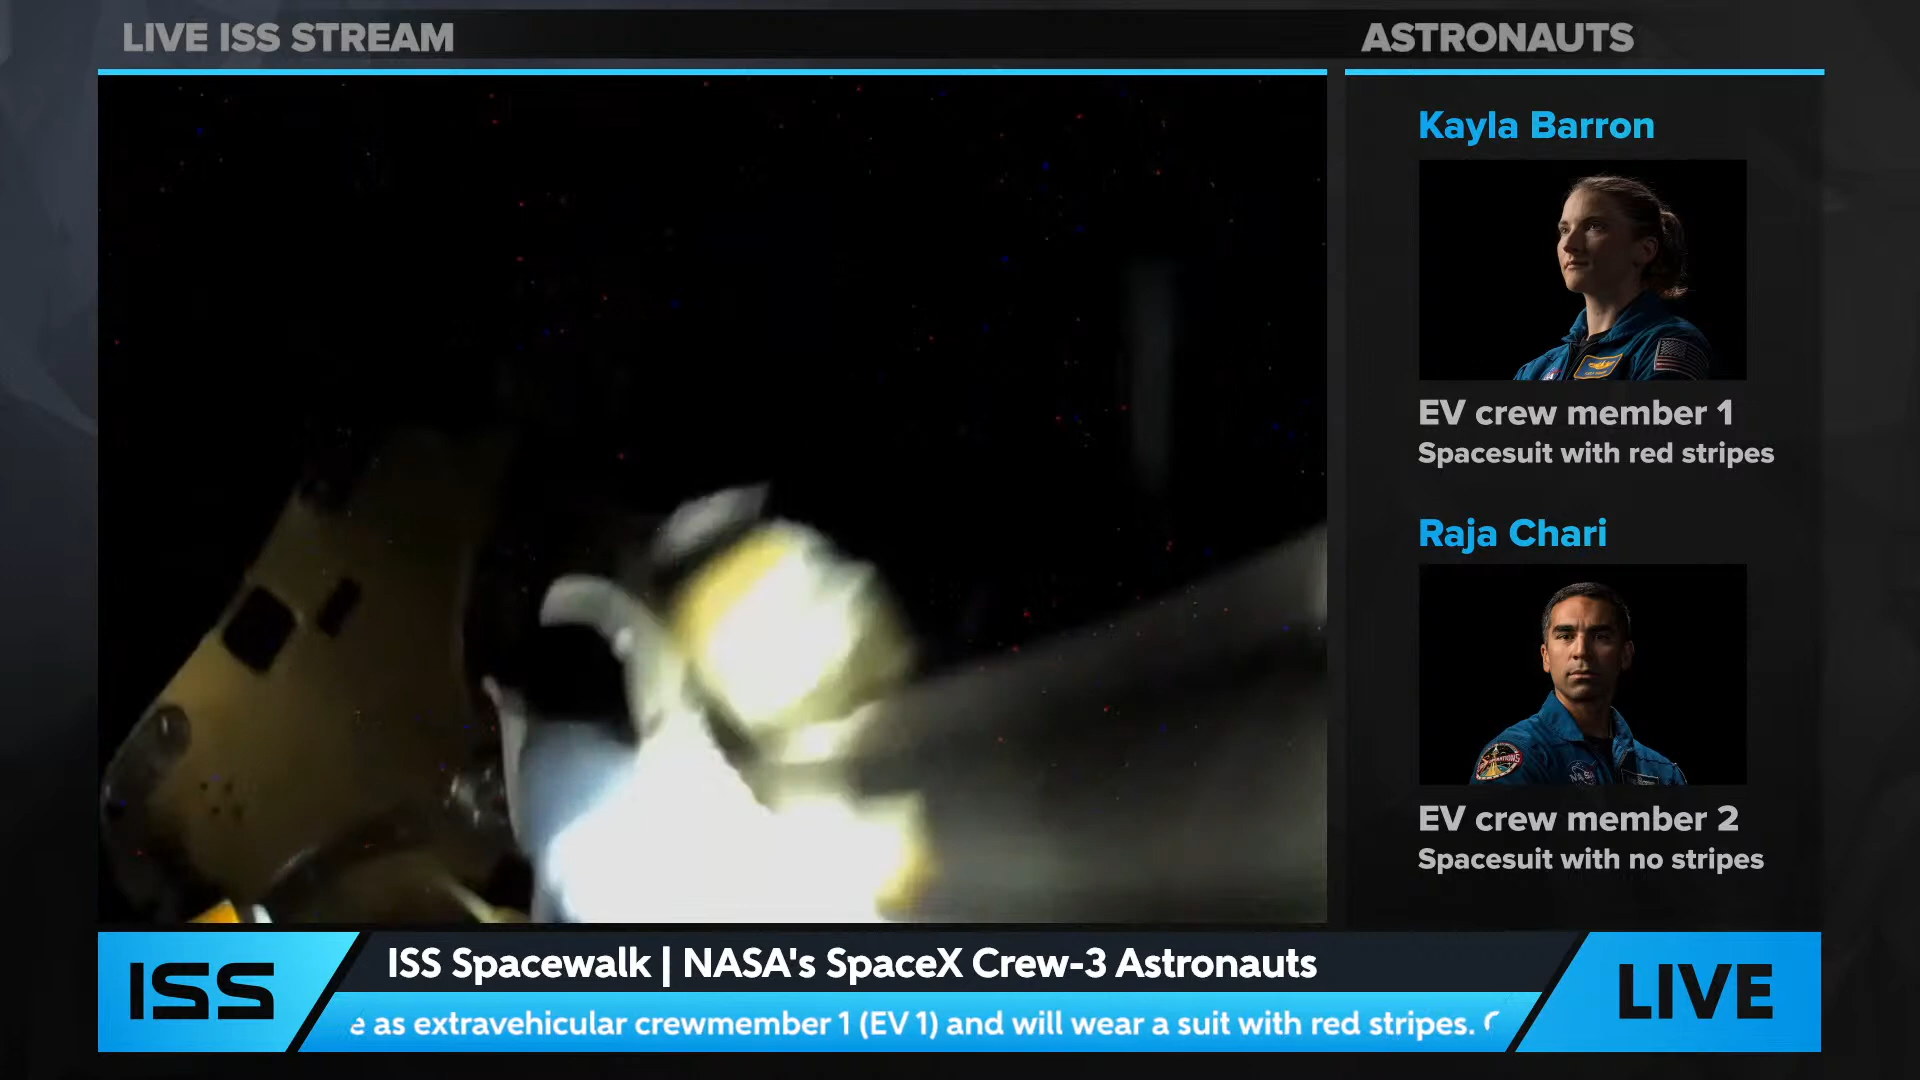 LIVE ISS STREAM
ASTRONAUTS
Kayla Barron
EV crew member 1
Spacesuit with red stripes
Raja Chari
EV crew member 2
Spacesuit with no stripes
ISS
ISS Spacewalk | NASA's SpaceX Crew-3 Astronauts
e as extravehicular crewmember 1 (EV 1) and will wear a suit with red stripes.
LIVE